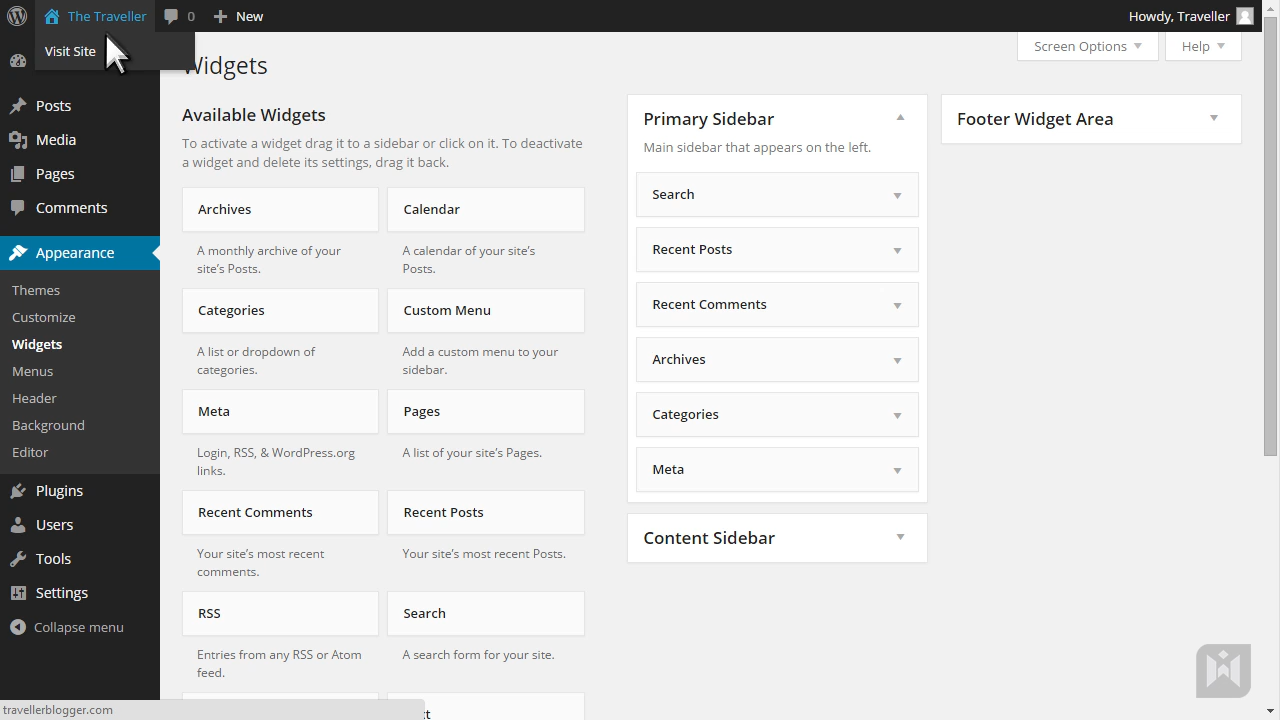 The Traveller
0
New
Howdy, Traveller
Visit Site
Screen Options
Help
Widgets
Posts
Media
Pages
Comments
Appearance
Themes
Customize
Widgets
Menus
Header
Background
Editor
Plugins
Users
Tools
Settings
Collapse menu
Available Widgets
To activate a widget drag it to a sidebar or click on it. To deactivate
a widget and delete its settings, drag it back.
Archives
A monthly archive of your
site's Posts.
Calendar
A calendar of your site's
Posts.
Categories
A list or dropdown of
categories.
Custom Menu
Add a custom menu to your
sidebar.
Meta
Login, RSS, & WordPress.org
links.
Pages
A list of your site's Pages.
Recent Comments
Your site's most recent
comments.
Recent Posts
Your site's most recent Posts.
RSS
Entries from any RSS or Atom
feed.
Search
A search form for your site.
Primary Sidebar
Main sidebar that appears on the left.
Search
Recent Posts
Recent Comments
Archives
Categories
Meta
Content Sidebar
Footer Widget Area
travellerblogger.com